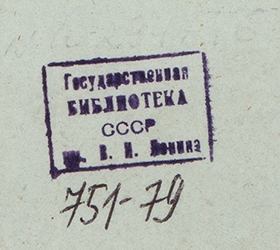 Государственная
БИБЛИОТЕКА
СССР
им. В. И. Ленина
751-79